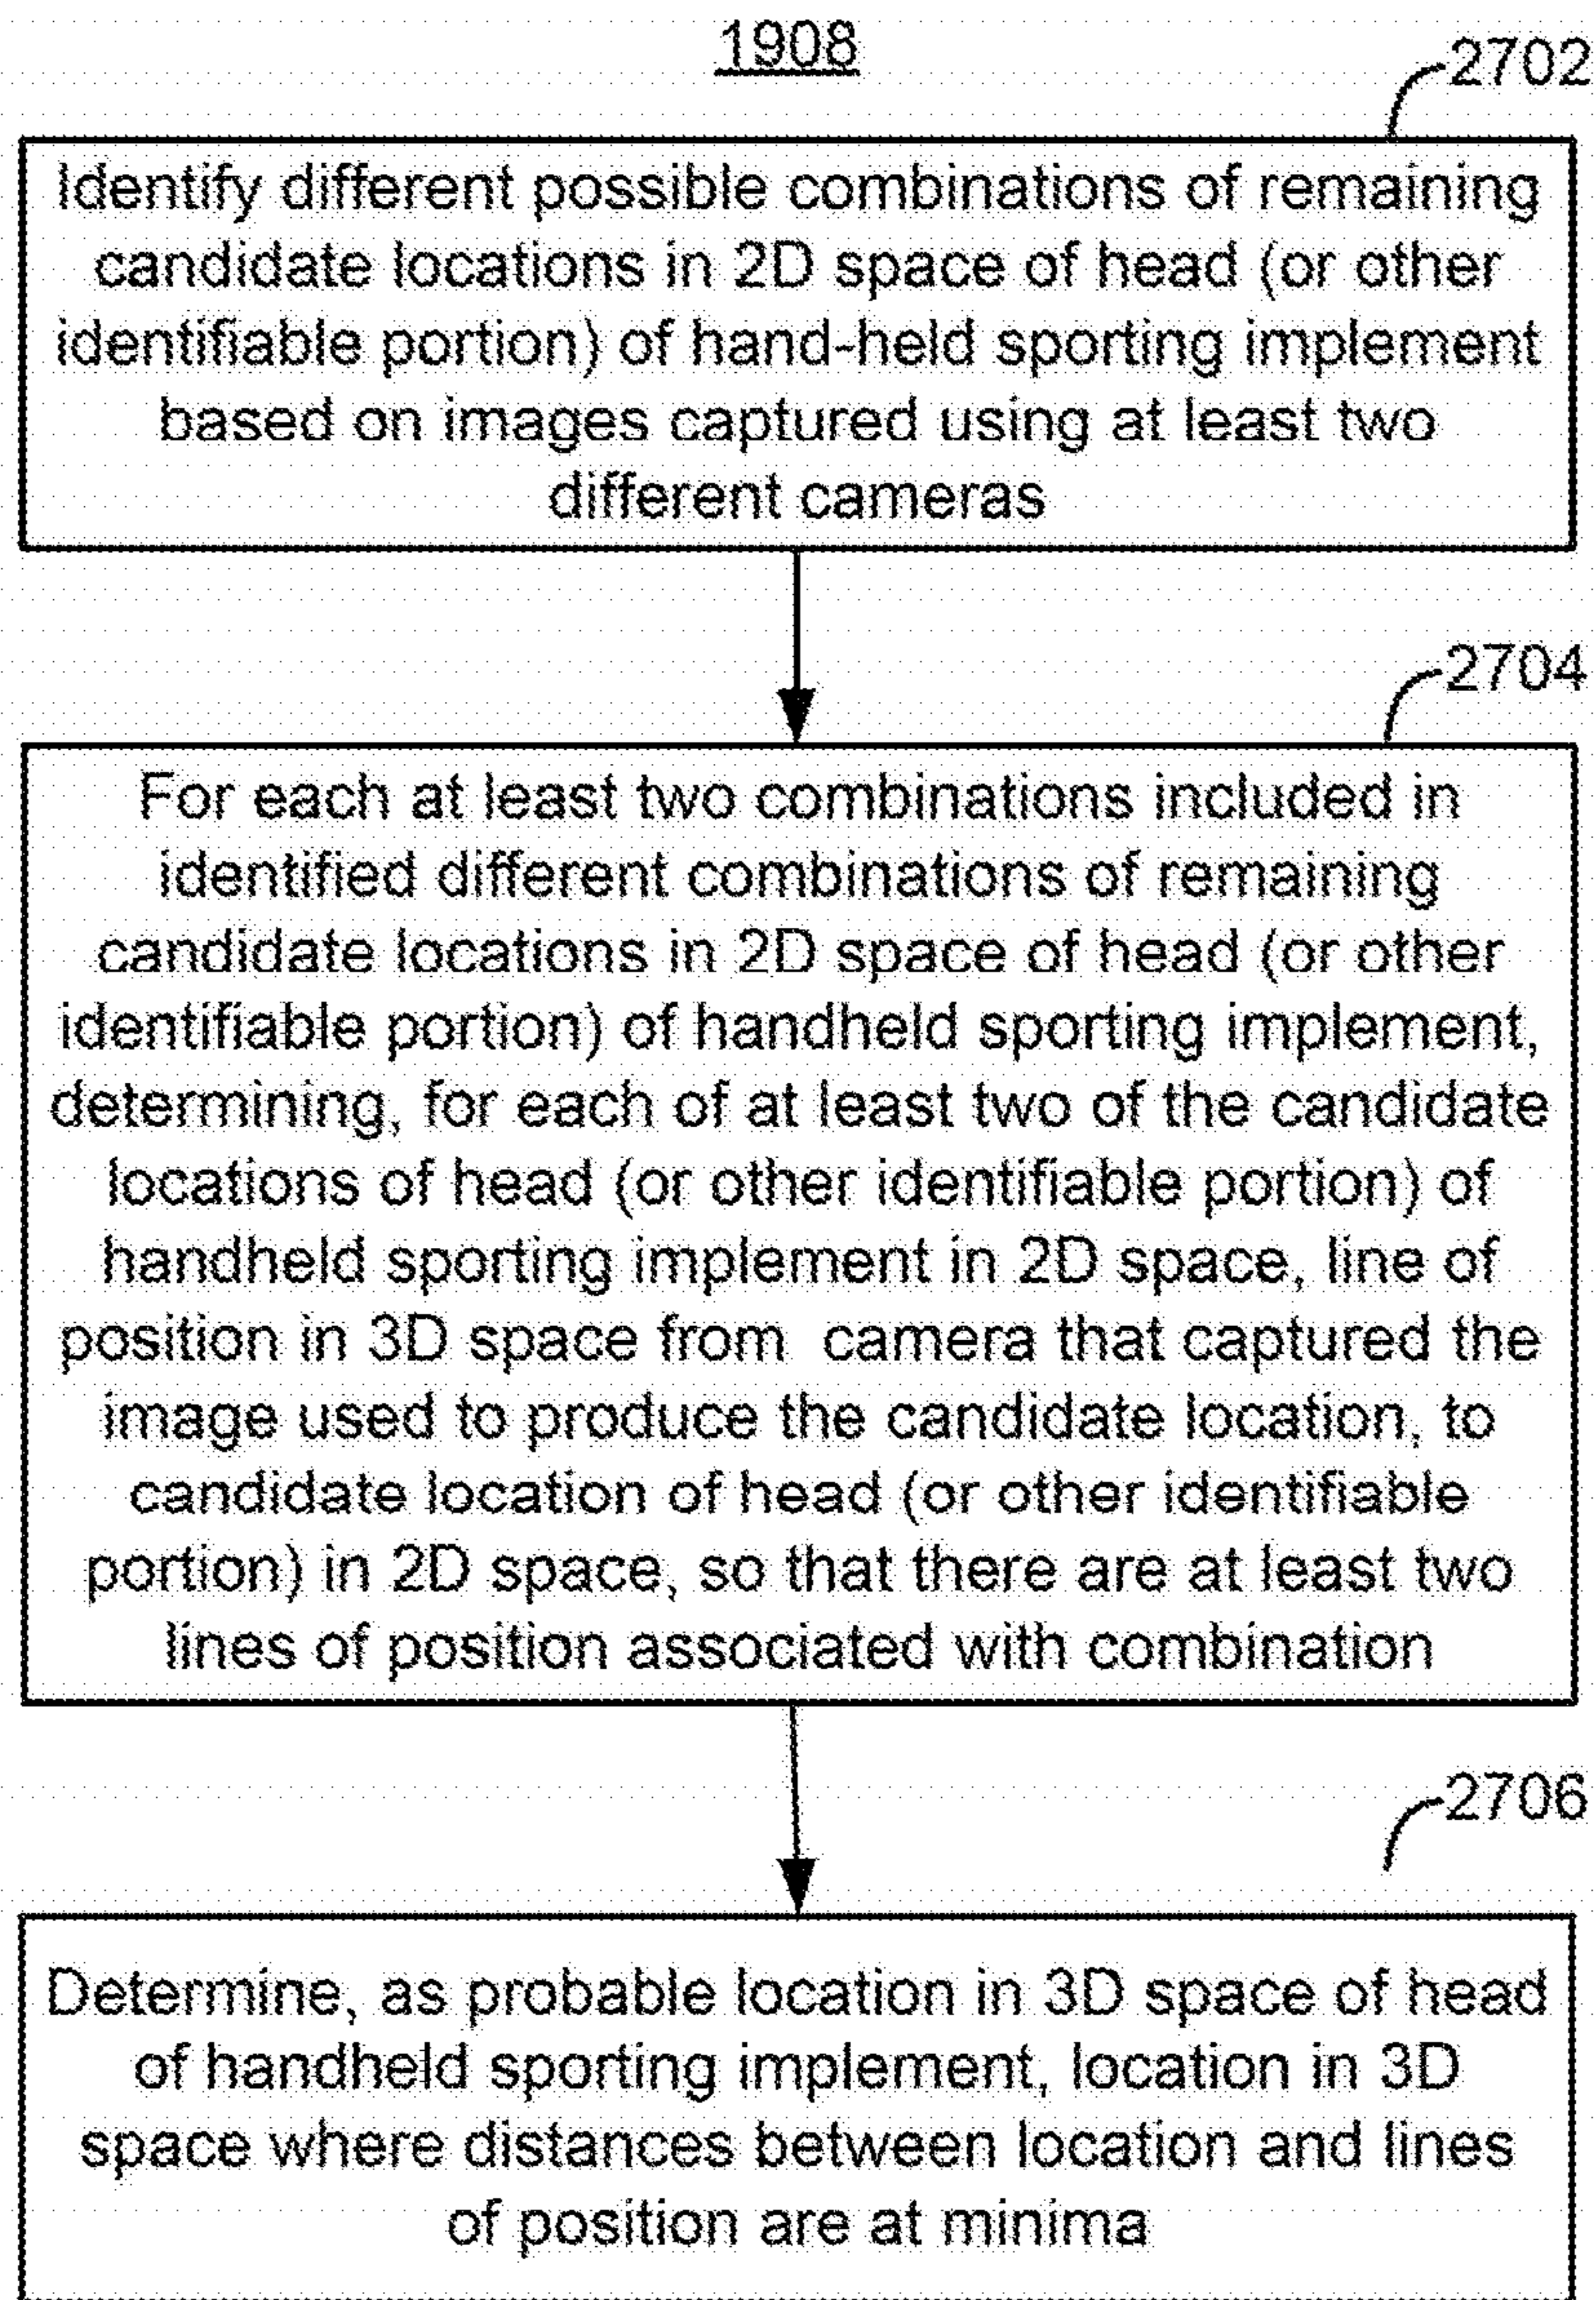 1908
2702
Identify different possible combinations of remaining
candidate locations in 2D space of head (or other
identifiable portion) of hand-held sporting implement
based on images captured using at least two
different cameras
2704
For each at least two combinations included in
identified different combinations of remaining
candidate locations in 2D space of head (or other
identifiable portion) of handheld sporting implement,
determining, for each of at least two of the candidate
locations of head (or other identifiable portion) of
handheld sporting implement in 2D space, line of
position in 3D space from camera that captured the
image used to produce the candidate location, to
candidate location of head (or other identifiable
portion) in 2D space, so that there are at least two
lines of position associated with combination
2706
Determine, as probable location in 3D space of head
of handheld sporting implement, location in 3D
space where distances between location and lines
of position are at minima